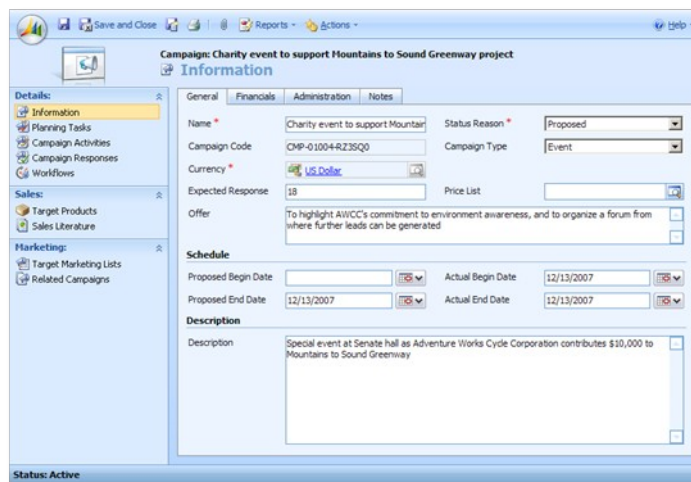 Save and Close
Reports
Actions
Help
Campaign: Charity event to support Mountains to Sound Greenway project
Information
Details:
Information
Planning Tasks
Campaign Activities
Campaign Responses
Workflows
Sales:
Target Products
Sales Literature
Marketing:
Target Marketing Lists
Related Campaigns
General Financials Administration Notes
Name * Charity event to support Mountain Status Reason * Proposed
Campaign Code CMP-01004-RZ3SQ0 Campaign Type Event
Currency * US Dollar
Expected Response 18 Price List
Offer To highlight AWCC's commitment to environment awareness, and to organize a forum from
where further leads can be generated
Schedule
Proposed Begin Date Actual Begin Date 12/13/2007
Proposed End Date 12/13/2007 Actual End Date 12/13/2007
Description
Description Special event at Senate hall as Adventure Works Cycle Corporation contributes $10,000 to
Mountains to Sound Greenway
Status: Active